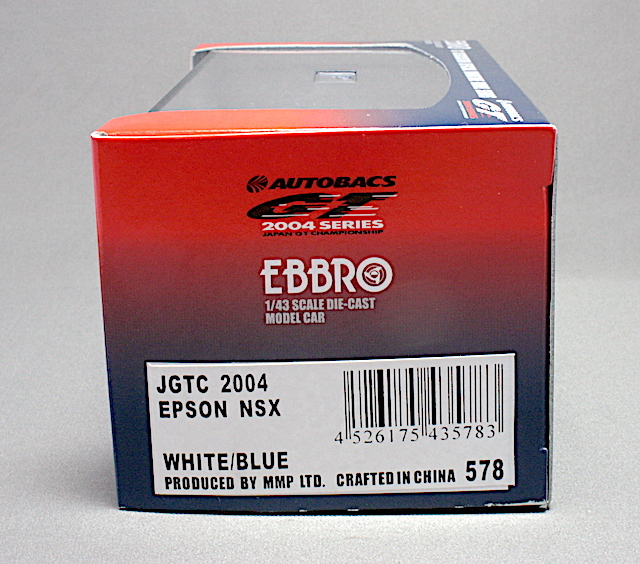 AUTOBACS
GT
2004 SERIES
JAPAN GT CHAMPIONSHIP
EBBRO
1/43 SCALE DIE-CAST
MODEL CAR
JGTC 2004
EPSON NSX
4 526175 435783
WHITE/BLUE
PRODUCED BY MMP LTD. CRAFTED IN CHINA 578